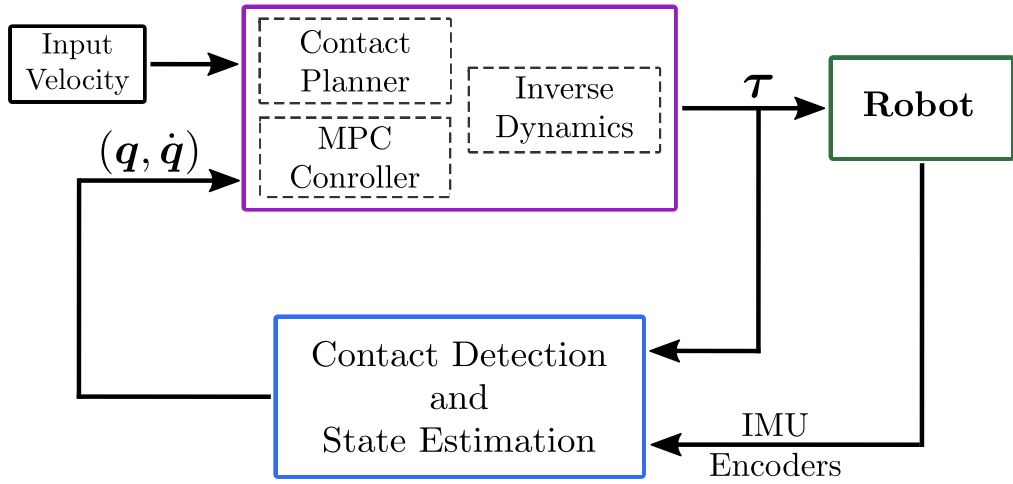 Input
Velocity
Contact
Planner
MPC
Conroller
Inverse
Dynamics
τ
Robot
(q, q̇)
Contact Detection
and
State Estimation
IMU
Encoders